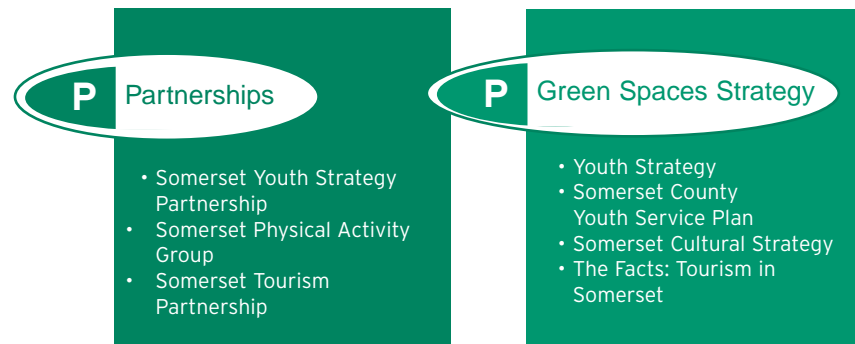 P Partnerships
• Somerset Youth Strategy
Partnership
• Somerset Physical Activity
Group
• Somerset Tourism
Partnership
P Green Spaces Strategy
• Youth Strategy
• Somerset County
Youth Service Plan
• Somerset Cultural Strategy
• The Facts: Tourism in
Somerset